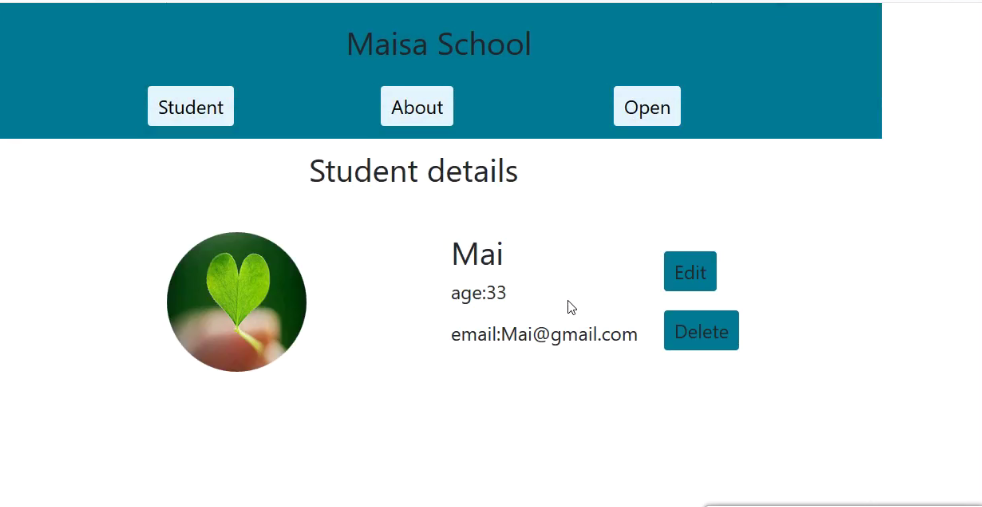 Maisa School
Student About Open
Student details
Mai
age:33
email:Mai@gmail.com
Edit
Delete